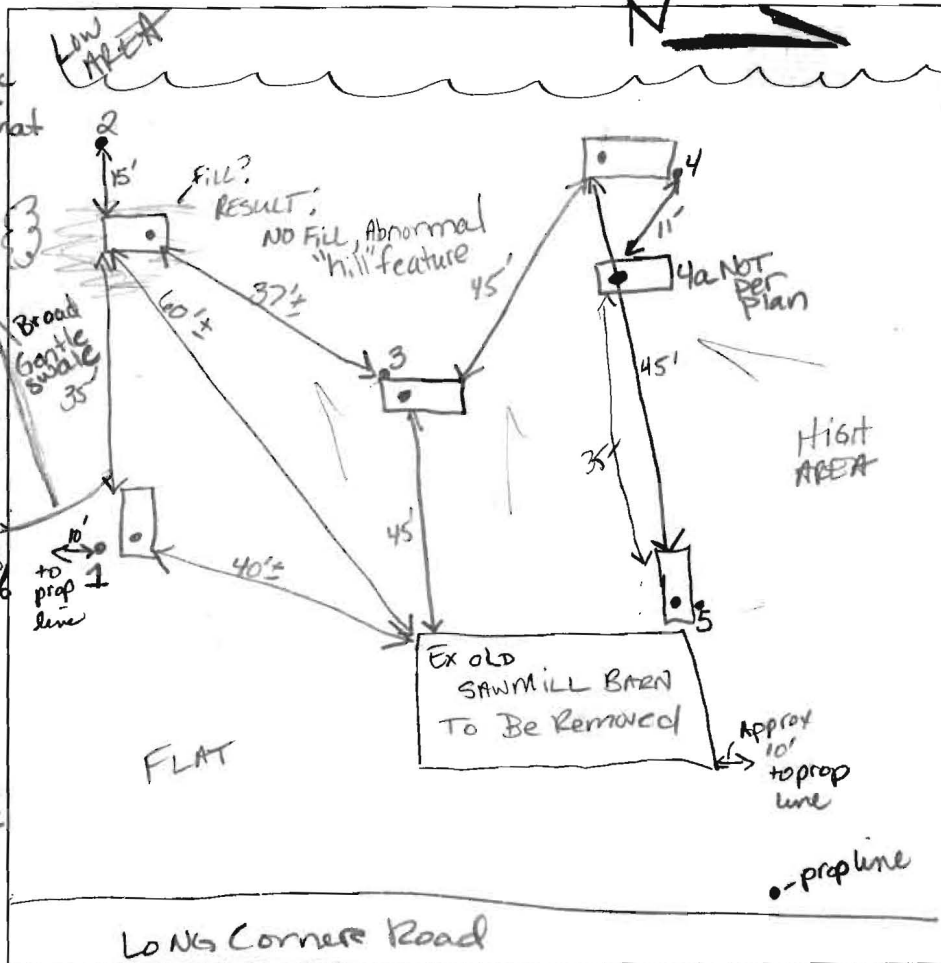 N
Low
AREA
2
15'
Fill?
RESULT:
NO Fill, Abnormal
"hill" feature
4
11'
4a NOT
per
plan
45'
37'±
60'±
3
Broad
Gentle
swale
35'
45'
35'
HIGH
AREA
45'
10'
to
prop
line
1
40'±
5
EX OLD
SAWMILL BARN
To Be Removed
Approx
10'
to prop
line
FLAT
prop line
LONG Corner Road